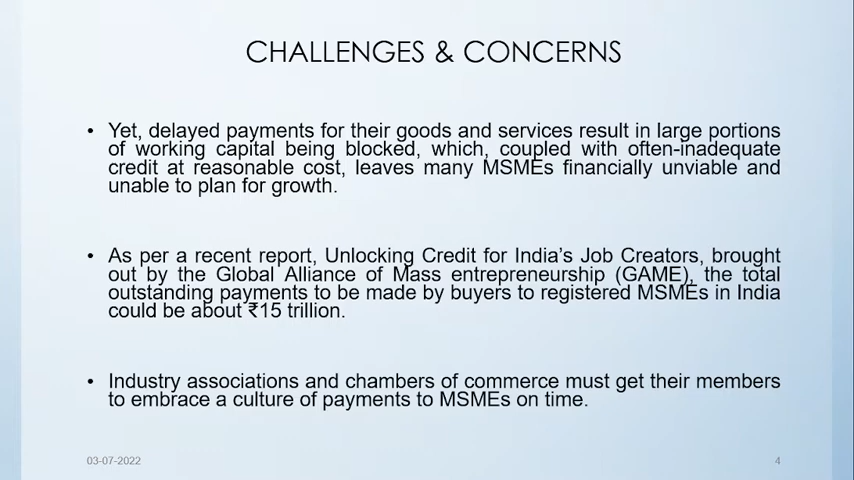 CHALLENGES & CONCERNS
• Yet, delayed payments for their goods and services result in large portions
of working capital being blocked, which, coupled with often-inadequate
credit at reasonable cost, leaves many MSMEs financially unviable and
unable to plan for growth.
• As per a recent report, Unlocking Credit for India’s Job Creators, brought
out by the Global Alliance of Mass entrepreneurship (GAME), the total
outstanding payments to be made by buyers to registered MSMEs in India
could be about ₹15 trillion.
• Industry associations and chambers of commerce must get their members
to embrace a culture of payments to MSMEs on time.
03-07-2022
4